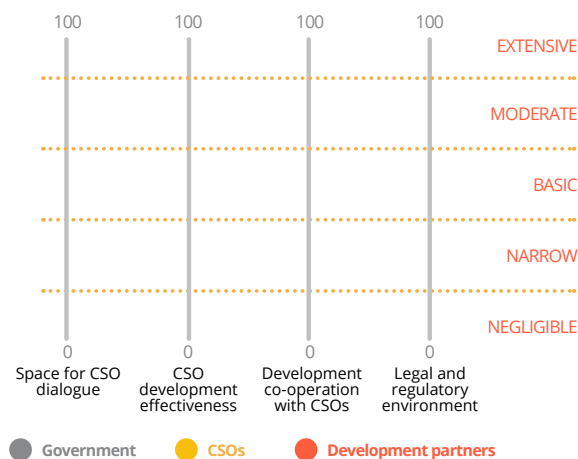 100 100 100 100
EXTENSIVE
MODERATE
BASIC
NARROW
NEGLIGIBLE
0 0 0 0
Space for CSO
dialogue
CSO
development
effectiveness
Development
co-operation
with CSOs
Legal and
regulatory
environment
Government CSOs Development partners